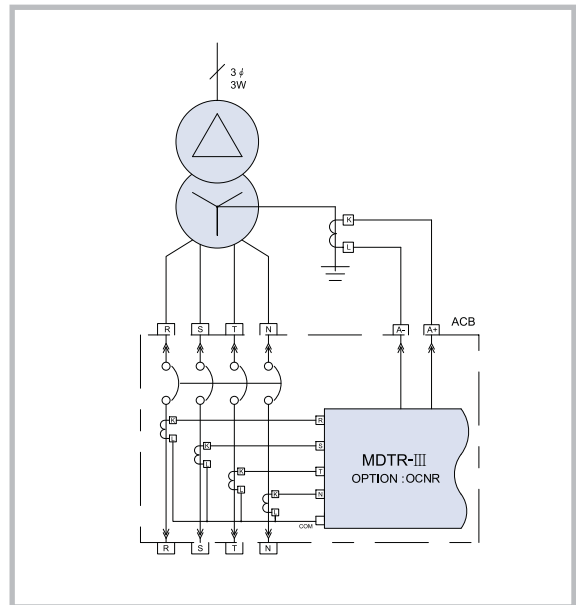 3 ϕ
3W
K
L
R S T N A- A+ ACB
K R
L
K S
L
MDTR-III
K T OPTION :OCNR
L
K N
L
COM
R S T N